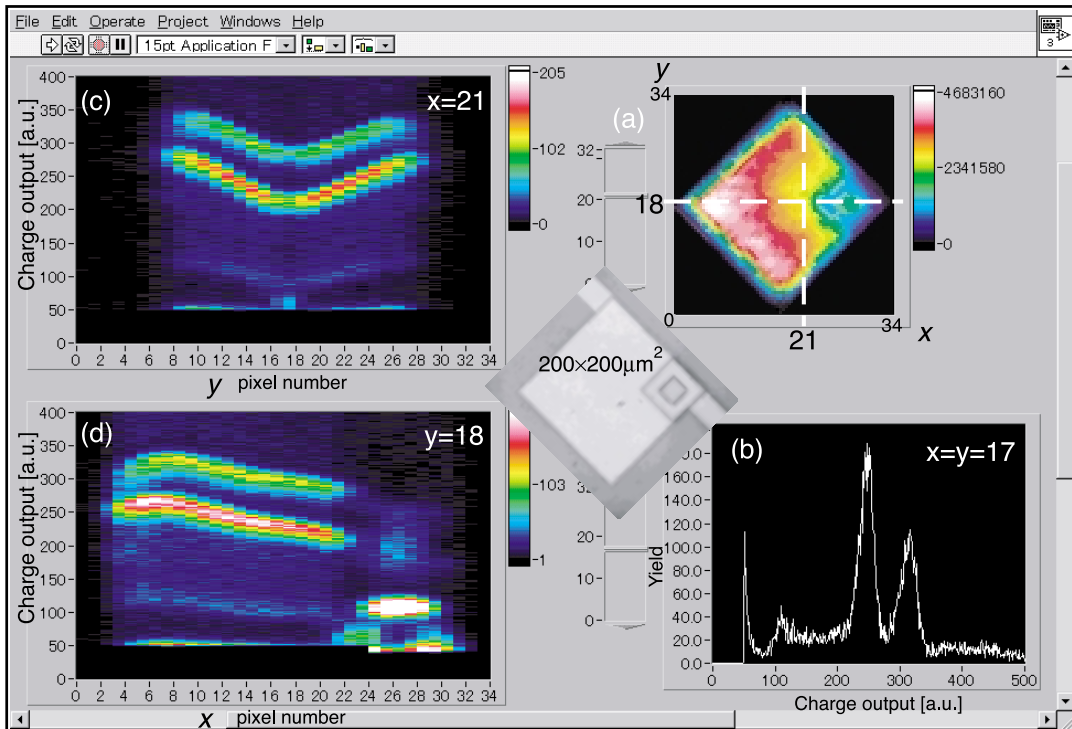 File Edit Operate Project Windows Help
15pt Application F
3
(c)
x=21
Charge output [a.u.]
400
350
300
250
200
150
100
50
0
0 2 4 6 8 10 12 14 16 18 20 22 24 26 28 30 32 34
y pixel number
205
102
0
32
20
10
(a)
y
34
18
0
21
34
x
4683160
2341580
0
200×200μm²
(d)
y=18
Charge output [a.u.]
400
350
300
250
200
150
100
50
0
0 2 4 6 8 10 12 14 16 18 20 22 24 26 28 30 32 34
x pixel number
103
1
32
20
10
0
(b)
x=y=17
Yield
160.0
140.0
120.0
100.0
80.0
60.0
40.0
20.0
0.0
0 100 200 300 400 500
Charge output [a.u.]